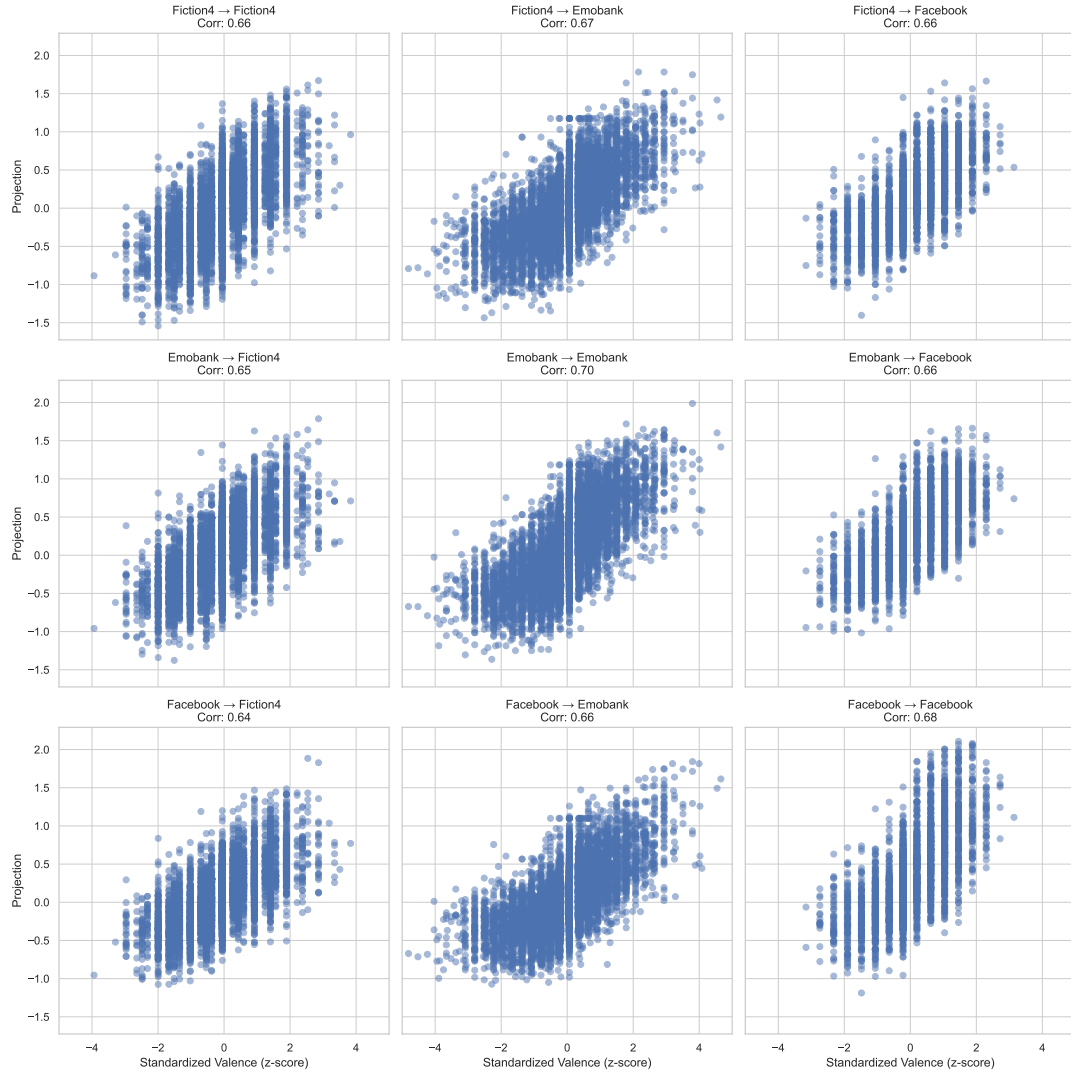 Fiction4 → Fiction4
Corr: 0.66
Fiction4 → Emobank
Corr: 0.67
Fiction4 → Facebook
Corr: 0.66
2.0
1.5
1.0
0.5
0.0
−0.5
−1.0
−1.5
Projection
Emobank → Fiction4
Corr: 0.65
Emobank → Emobank
Corr: 0.70
Emobank → Facebook
Corr: 0.66
2.0
1.5
1.0
0.5
0.0
−0.5
−1.0
−1.5
Projection
Facebook → Fiction4
Corr: 0.64
Facebook → Emobank
Corr: 0.66
Facebook → Facebook
Corr: 0.68
2.0
1.5
1.0
0.5
0.0
−0.5
−1.0
−1.5
Projection
−4 −2 0 2 4
Standardized Valence (z-score)
−4 −2 0 2 4
Standardized Valence (z-score)
−4 −2 0 2 4
Standardized Valence (z-score)